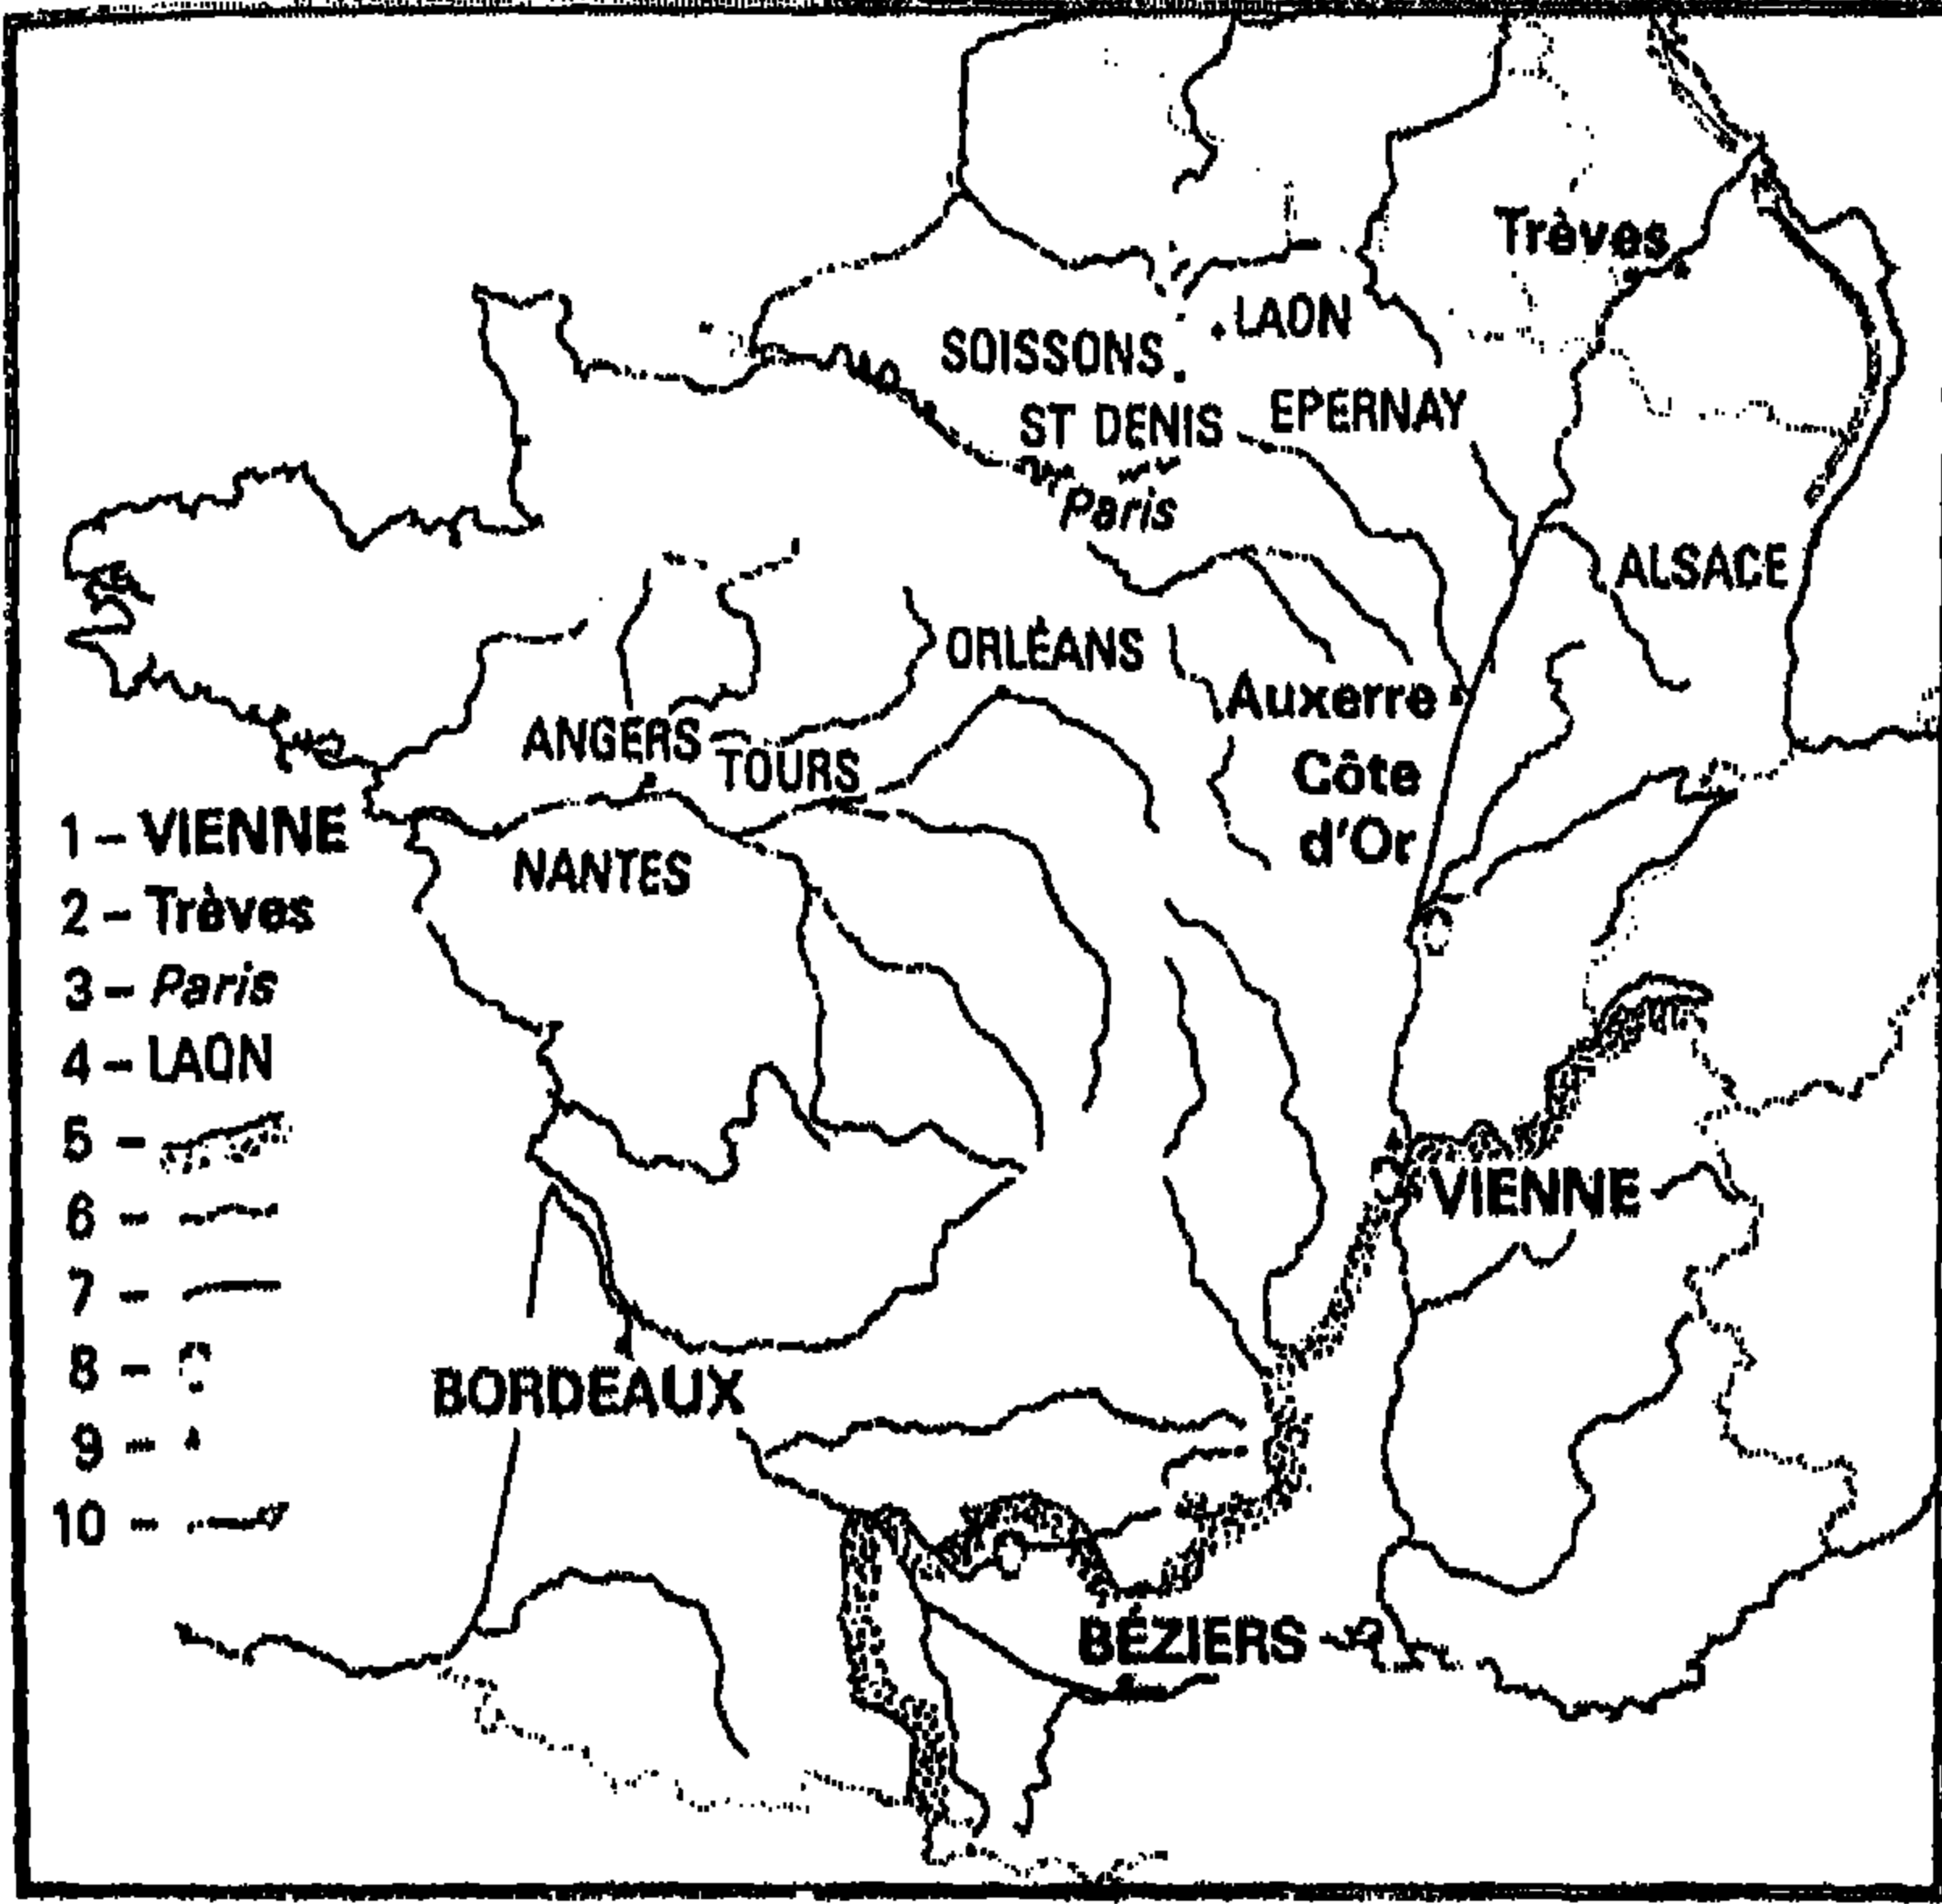 Trèves
LAON
SOISSONS
ST DENIS
EPERNAY
Paris
ALSACE
ORLÉANS
Auxerre
ANGERS
TOURS
Côte
d'Or
NANTES
1 - VIENNE
2 - Trèves
3 - Paris
4 - LAON
5 -
6 -
7 -
8 -
9 -
10 -
VIENNE
BORDEAUX
BÉZIERS